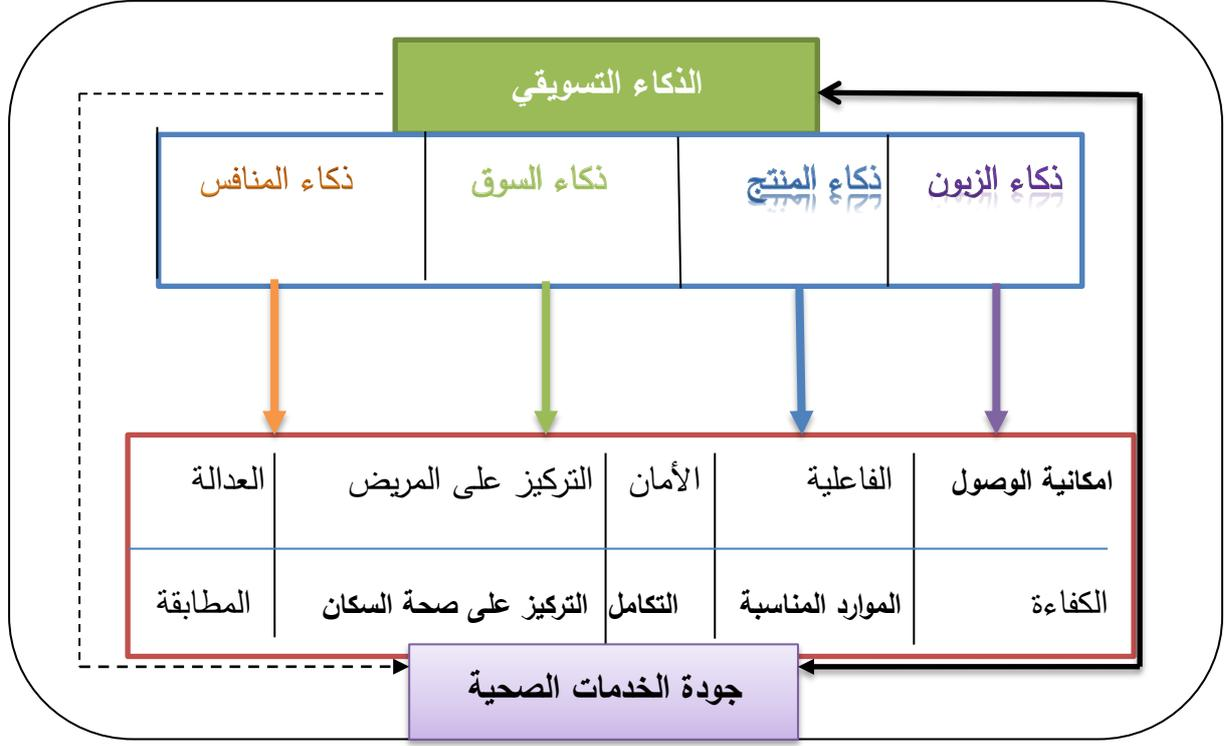 الذكاء التسويقي
ذكاء الزبون ذكاء المنتج ذكاء السوق ذكاء المنافس
امكانية الوصول الفاعلية الأمان التركيز على المريض العدالة
الكفاءة الموارد المناسبة التكامل التركيز على صحة السكان المطابقة
جودة الخدمات الصحية